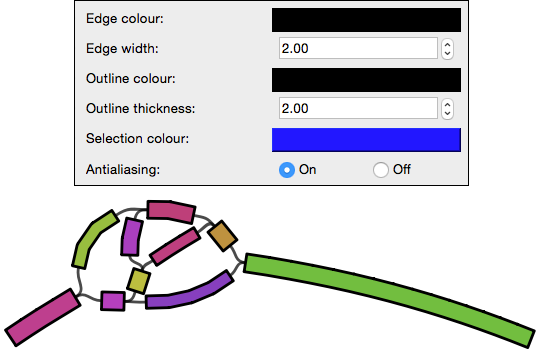 Edge colour:
Edge width: 2.00
Outline colour:
Outline thickness: 2.00
Selection colour:
Antialiasing: On Off